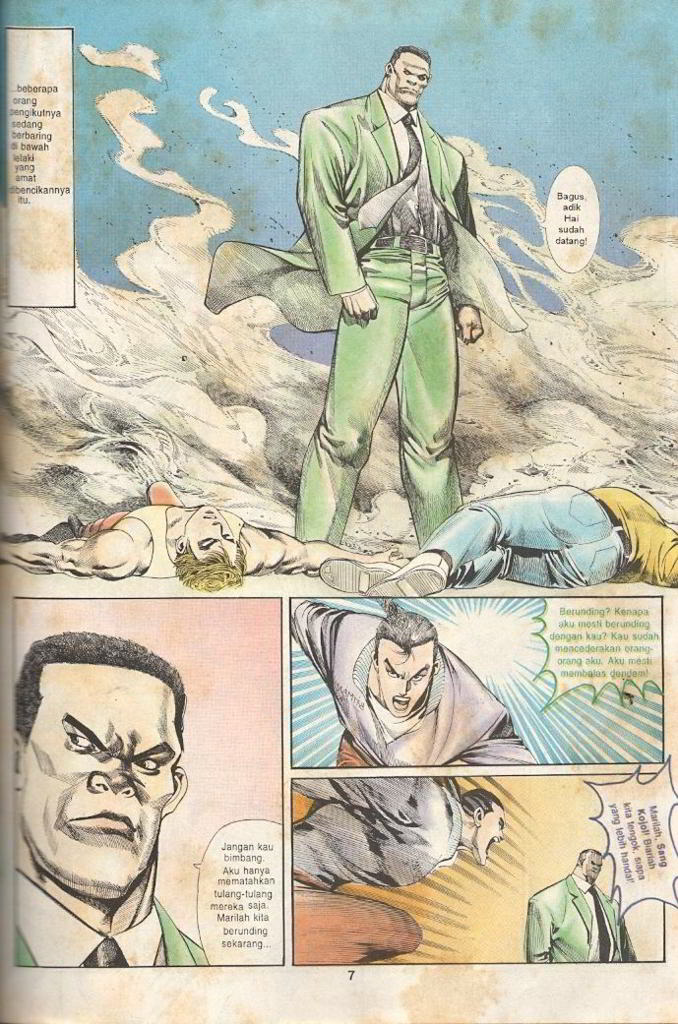 ...beberapa
orang
pengikutnya
sedang
berbaring
di bawah
lelaki
yang
amat
dibencikannya
itu.
Bagus,
adik
Hai
sudah
datang!
Jangan kau
bimbang.
Aku hanya
mematahkan
tulang-tulang
mereka saja.
Marilah kita
berunding
sekarang...
Berunding? Kenapa
aku mesti berunding
dengan kau? Kau sudah
mencederakan orang-
orang aku. Aku mesti
membalas dendam!
Marilah, Sang
Kojol! Biarlah
kita tengok, siapa
yang lebih handal!
7